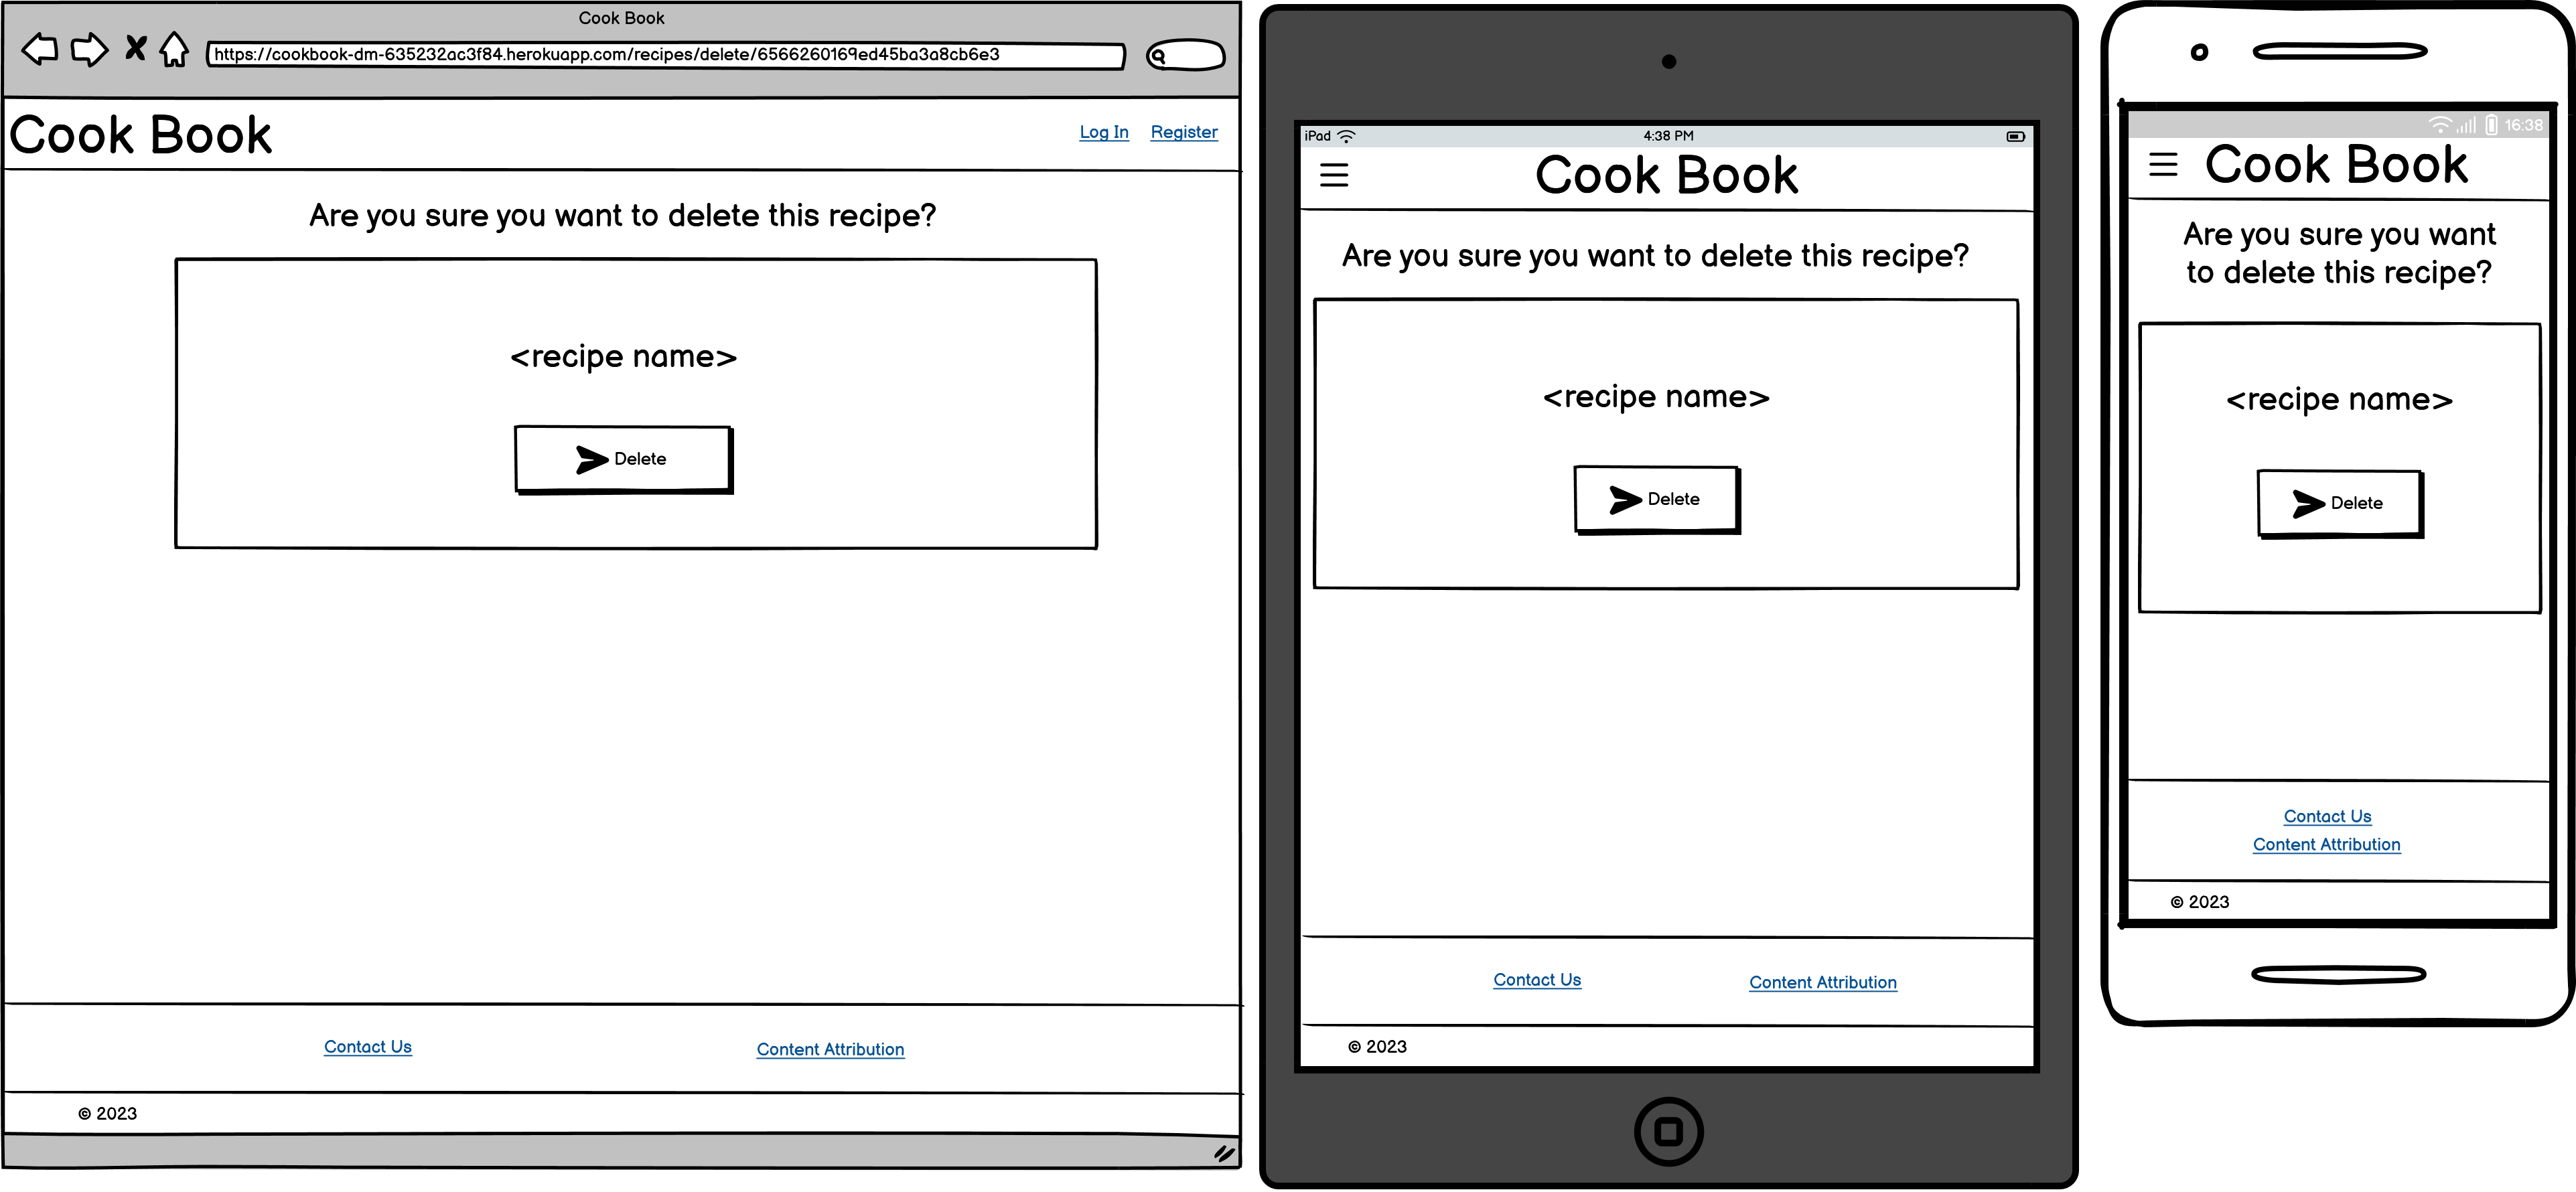 Cook Book
https://cookbook-dm-635232ac3f84.herokuapp.com/recipes/delete/6566260169ed45ba3a8cb6e3
Cook Book
Log In Register
Are you sure you want to delete this recipe?
<recipe name>
Delete
Contact Us Content Attribution
© 2023
iPad 4:38 PM
Cook Book
Are you sure you want to delete this recipe?
<recipe name>
Delete
Contact Us Content Attribution
© 2023
16:38
Cook Book
Are you sure you want
to delete this recipe?
<recipe name>
Delete
Contact Us
Content Attribution
© 2023